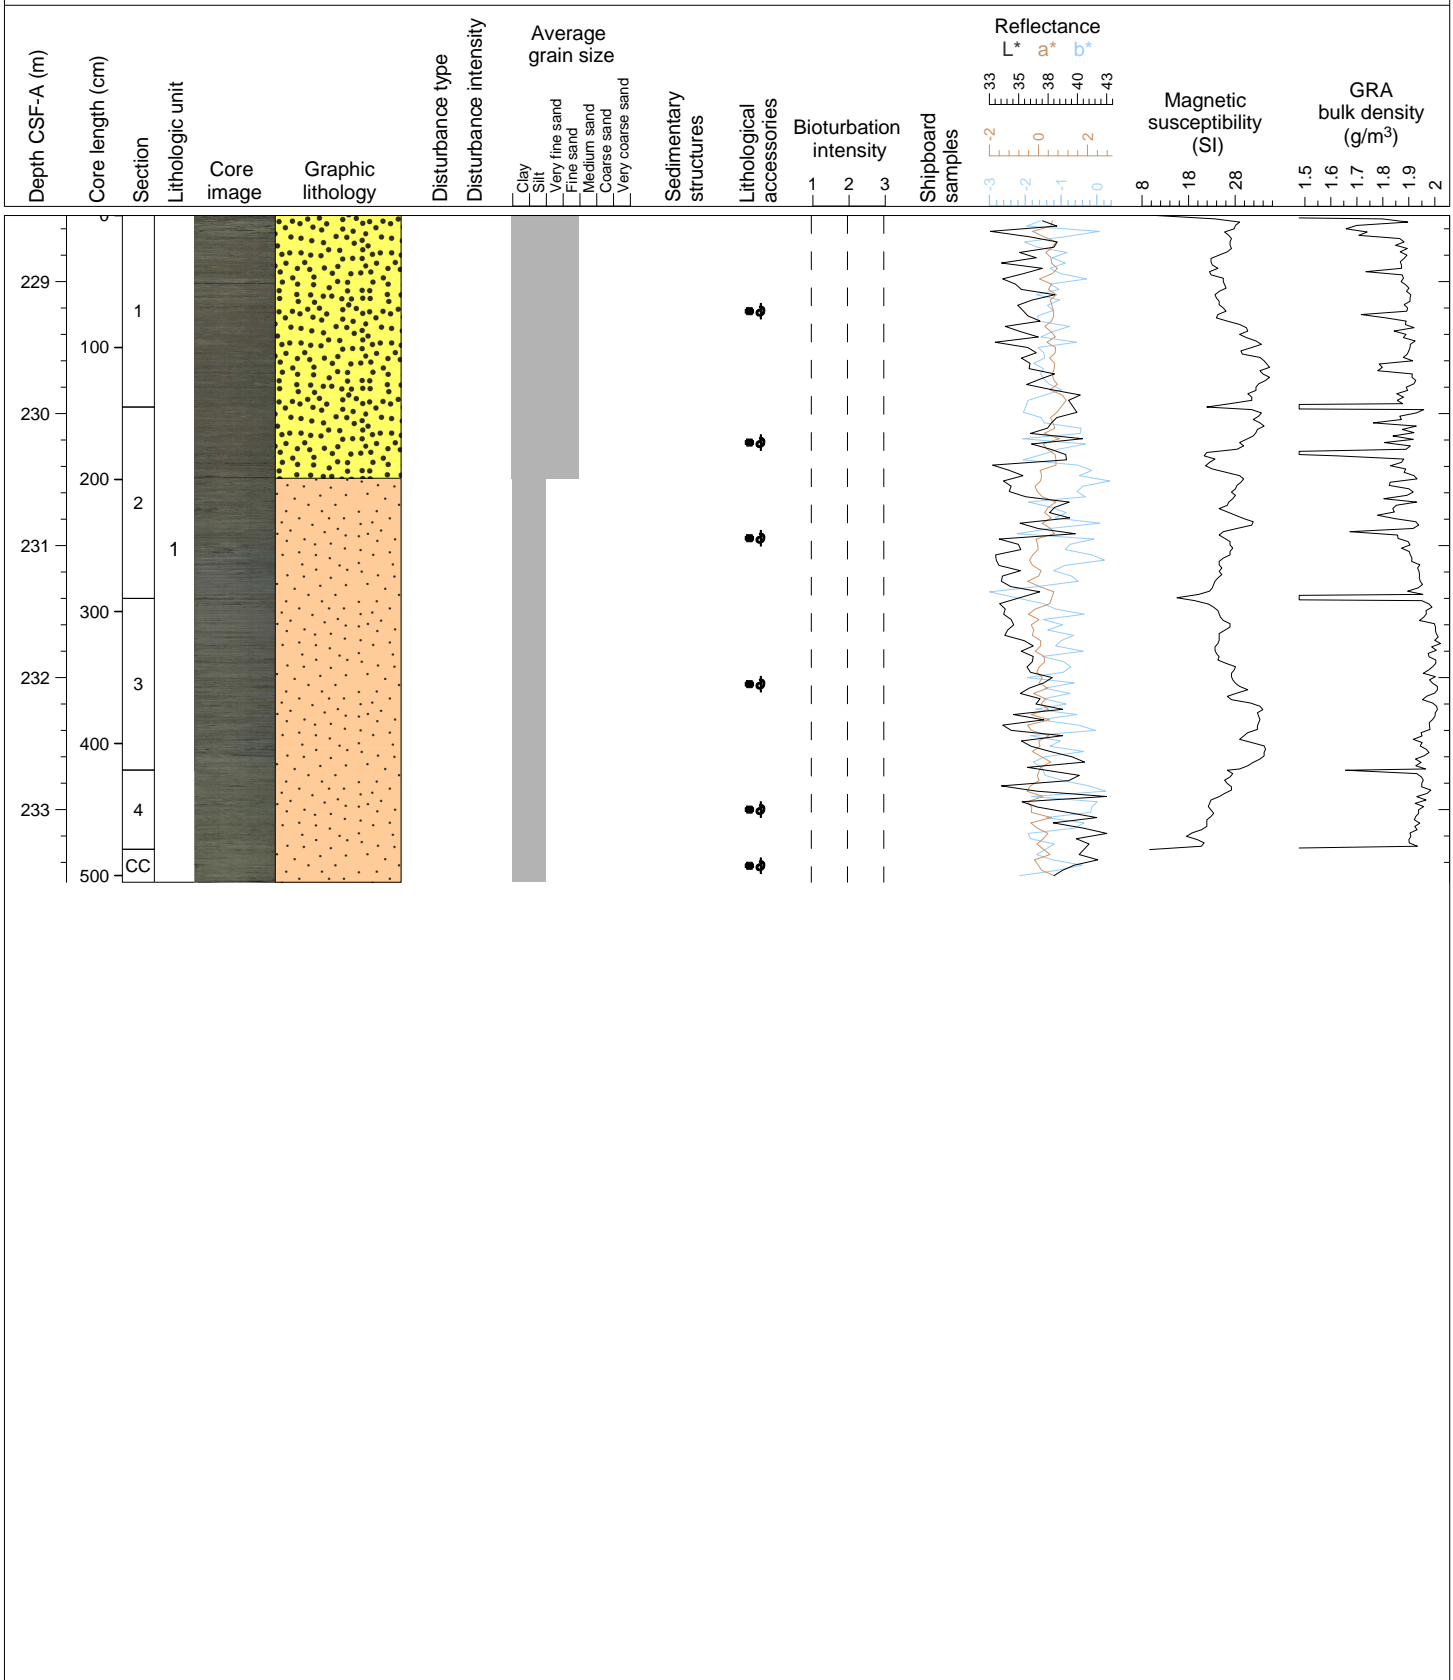 Depth CSF-A (m)
Core length (cm)
Section
Lithologic unit
Core
image
Graphic
lithology
Disturbance type
Disturbance intensity
Average
grain size
Clay
Silt
Very fine sand
Fine sand
Medium sand
Coarse sand
Very coarse sand
Sedimentary
structures
Lithological
accessories
Bioturbation
intensity
1 2 3
Shipboard
samples
Reflectance
L* a* b*
33 35 38 40 43
-2 0 2
-3 -2 -1 0
Magnetic
susceptibility
(SI)
8 18 28
GRA
bulk density
(g/m³)
1.5 1.6 1.7 1.8 1.9 2
0
229
1
100
230
200
2
231
1
300
232
3
400
233
4
CC
500